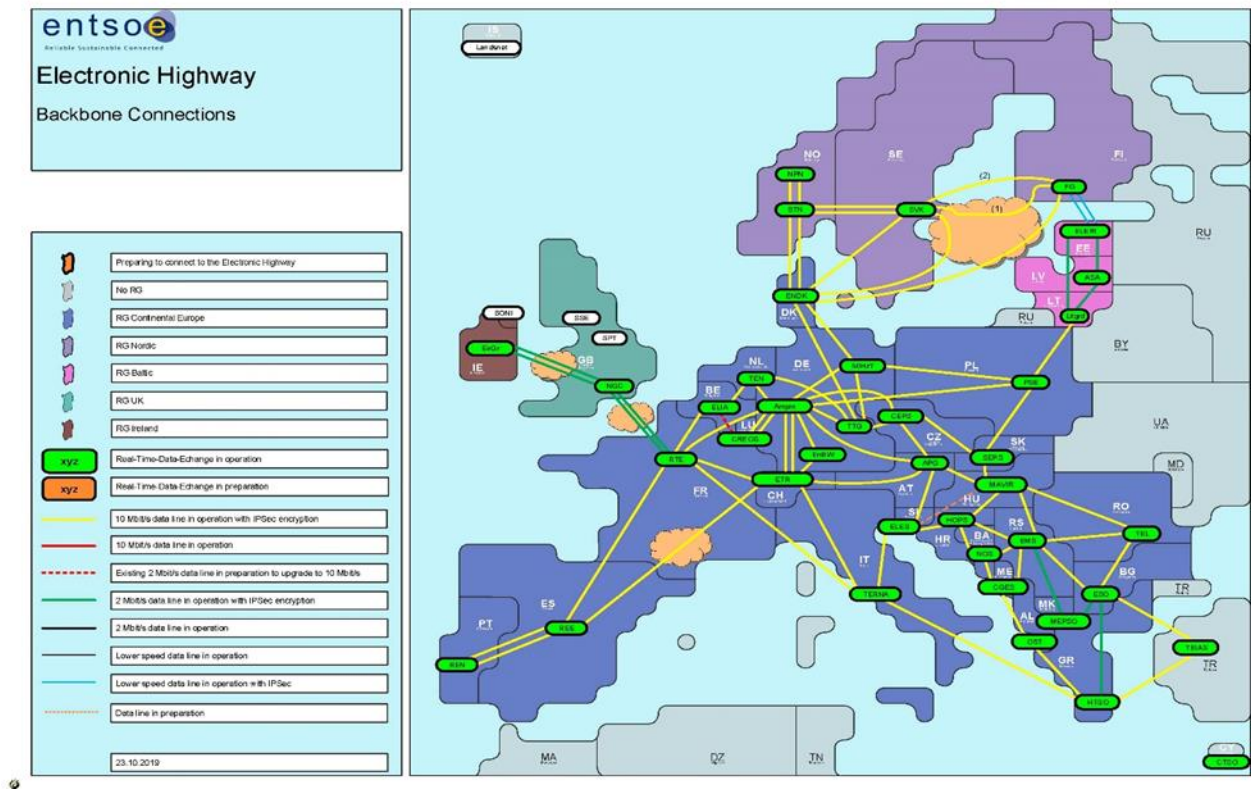 entsoe
Reliable Sustainable Connected
Electronic Highway
Backbone Connections
Preparing to connect to the Electronic Highway
No RG
RG Continental Europe
RG Nordic
RG Baltic
RG UK
RG Ireland
xyz
Real-Time-Data-Echange in operation
xyz
Real-Time-Data-Echange in preparation
10 Mbit/s data line in operation with IPSec encryption
10 Mbit/s data line in operation
Existing 2 Mbit/s data line in preparation to upgrade to 10 Mbit/s
2 Mbit/s data line in operation with IPSec encryption
2 Mbit/s data line in operation
Lower speed data line in operation
Lower speed data line in operation with IPSec
Data line in preparation
23.10.2019
IS
Landsnet
NO
SE
FI
NPN
(2)
FG
STN
SVK
(1)
RU
EE
LV
AST
LT
Litgrid
RU
BY
ENDK
DK
SONI
SSE
SPT
EirGr
IE
GB
NGC
NL
DE
PL
TEN
PSE
BE
ELIA
LU
CREOS
TTG
CEPS
CZ
SK
UA
MD
RTE
SEPS
APG
ETR
FR
CH
AT
MAVIR
HU
RO
SI
ELES
HOPS
HR
BA
RS
EMS
TEL
NOS
IT
ME
CGES
BG
ESO
TR
TERNA
MK
MEPSO
AL
OST
GR
ES
REE
PT
REN
TEIAS
TR
HTSO
MA
DZ
TN
CY
CTSO